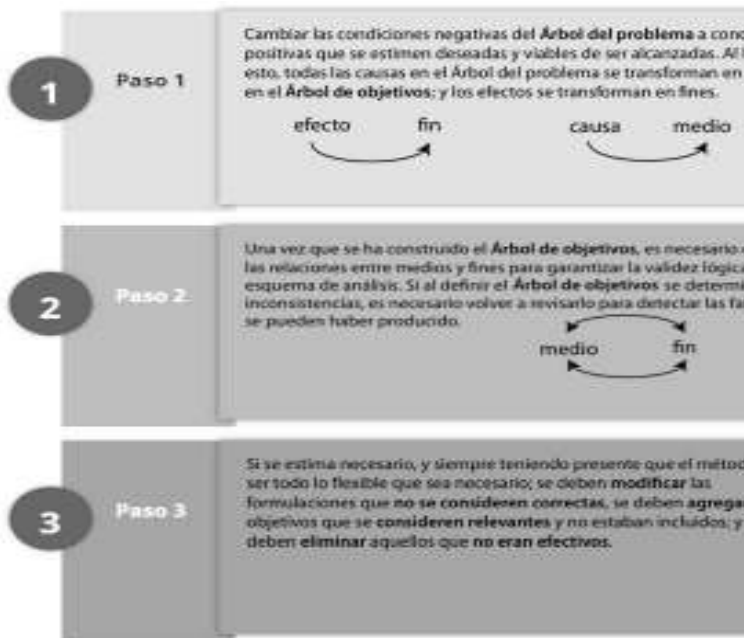 1
Paso 1
Cambiar las condiciones negativas del Árbol del problema a
positivas que se estimen deseadas y viables de ser alcanzadas. Al
esto, todas las causas en el Árbol del problema se transforman en
en el Árbol de objetivos; y los efectos se transforman en fines.
efecto fin causa medio
2
Paso 2
Una vez que se ha construido el Árbol de objetivos, es necesario
las relaciones entre medios y fines para garantizar la validez lógica
esquema de análisis. Si al definir el Árbol de objetivos se
inconsistencias, es necesario volver a revisarlo para detectar las
se pueden haber producido.
medio fin
3
Paso 3
Si se estima necesario, y siempre teniendo presente que el
ser todo lo flexible que sea necesario; se deben modificar las
formulaciones que no se consideren correctas, se deben
objetivos que se consideren relevantes y no estaban incluidos; y
deben eliminar aquellos que no eran efectivos.